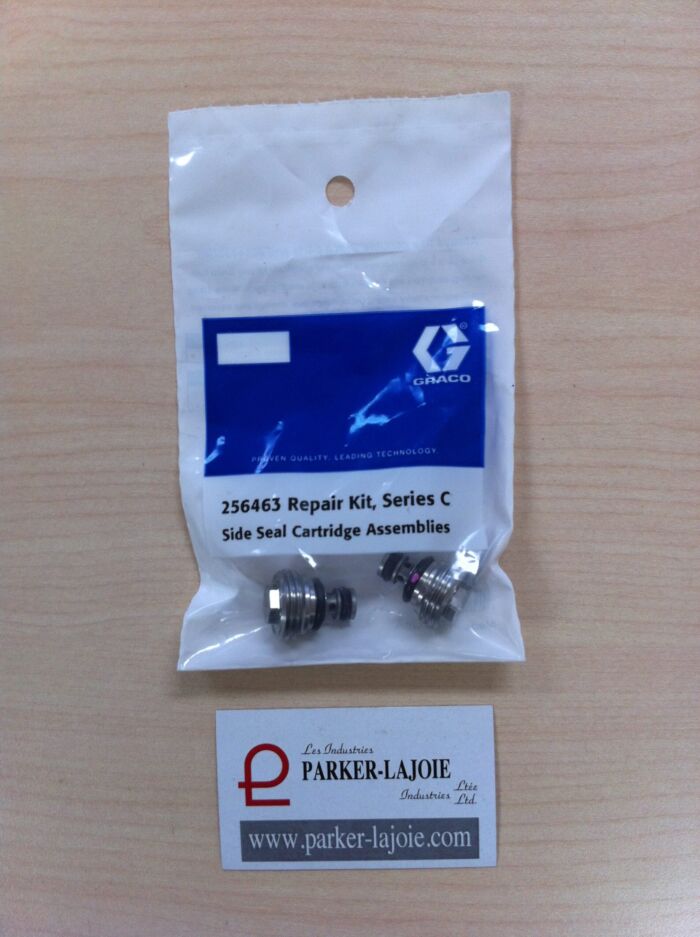 GRACO
PROVEN QUALITY. LEADING TECHNOLOGY.
256463 Repair Kit, Series C
Side Seal Cartridge Assemblies
Les Industries
PARKER-LAJOIE
Industries
Ltée
Ltd.
www.parker-lajoie.com